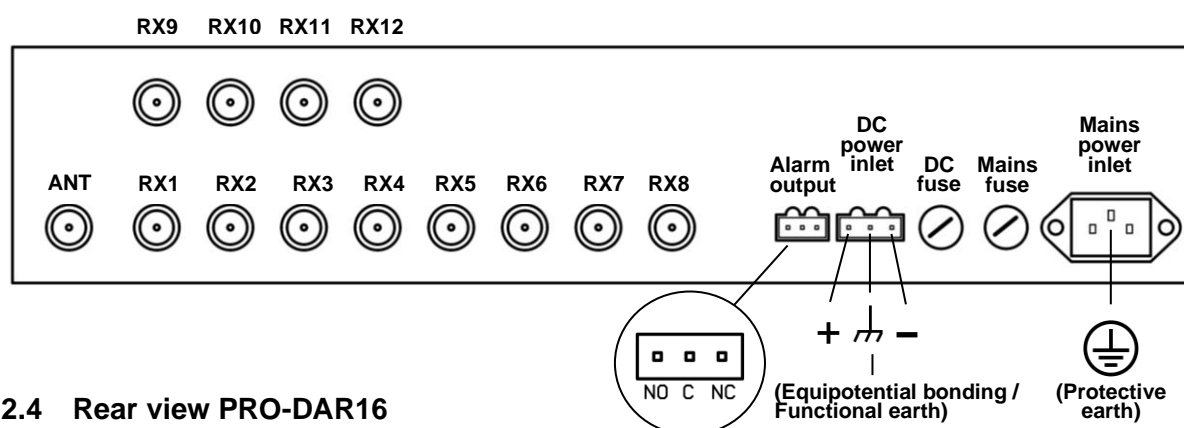 RX9 RX10 RX11 RX12
ANT RX1 RX2 RX3 RX4 RX5 RX6 RX7 RX8
Alarm
output
DC
power
inlet
DC
fuse
Mains
fuse
Mains
power
inlet
+ −
NO C NC
(Equipotential bonding /
Functional earth)
(Protective
earth)
2.4 Rear view PRO-DAR16